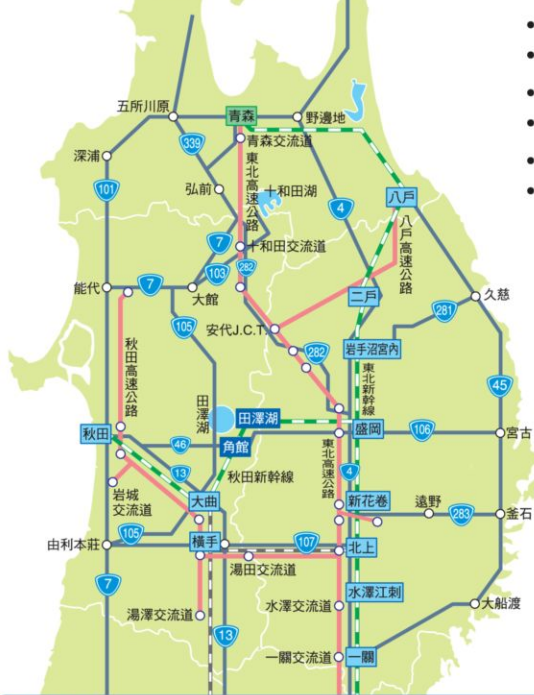 五所川原
青森
野邊地
339
青森交流道
深浦
東北高速公路
101
弘前
十和田湖
4
八戶
7
十和田交流道
八戶高速公路
103
282
能代
7
大館
二戶
久慈
105
281
安代J.C.T
岩手沼宮內
282
秋田高速公路
東北新幹線
45
田澤湖
田澤湖
秋田
盛岡
106
宮古
46
角館
13
秋田新幹線
東北高速公路
4
岩城
交流道
大曲
新花卷
遠野
283
釜石
105
由利本莊
橫手
107
北上
湯田交流道
7
水澤江刺
湯澤交流道
水澤交流道
大船渡
13
一關交流道
一關